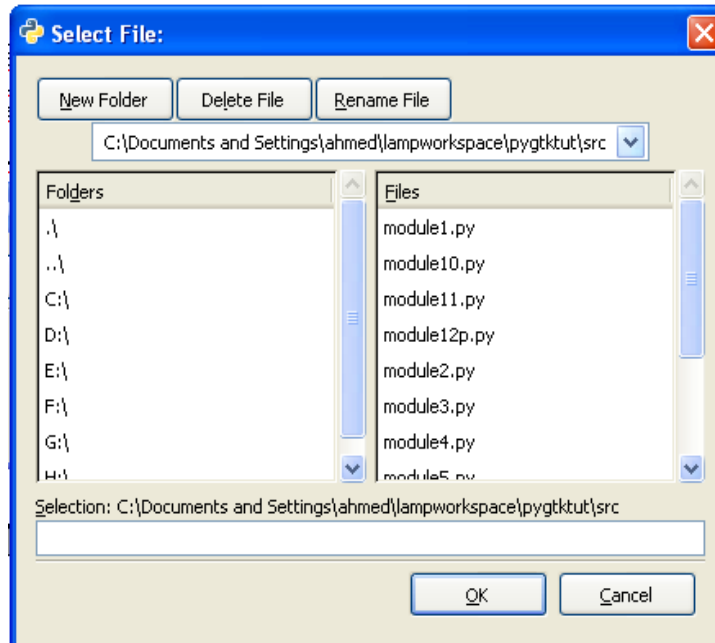 Select File:
New Folder Delete File Rename File
C:\Documents and Settings\ahmed\lampworkspace\pygtktut\src
Folders Files
.\ module1.py
..\ module10.py
C:\ module11.py
D:\ module12p.py
E:\ module2.py
F:\ module3.py
G:\ module4.py
H:\ module5.py
Selection: C:\Documents and Settings\ahmed\lampworkspace\pygtktut\src
OK Cancel